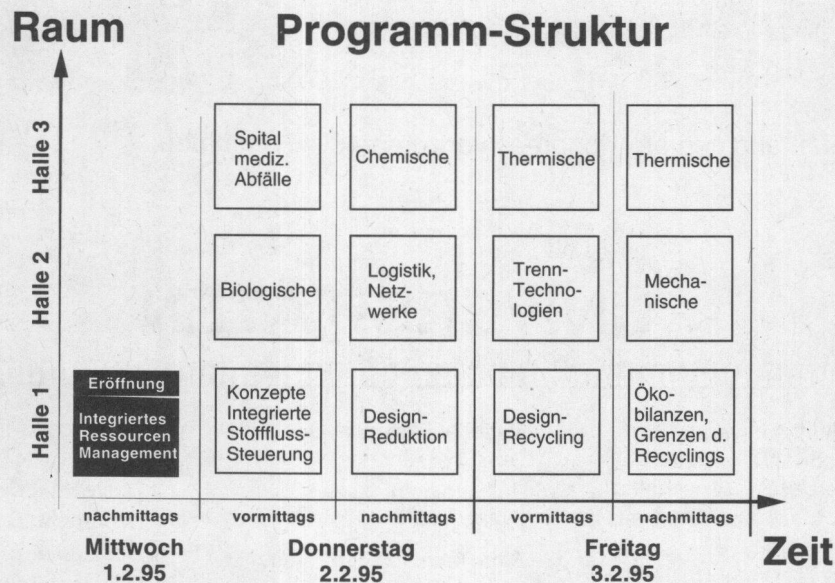 Raum
Programm-Struktur
Halle 3
Spital
mediz.
Abfälle
Chemische
Thermische
Thermische
Halle 2
Biologische
Logistik,
Netz-
werke
Trenn-
Techno-
logien
Mecha-
nische
Halle 1
Eröffnung
Integriertes
Ressourcen
Management
Konzepte
Integrierte
Stofffluss-
Steuerung
Design-
Reduktion
Design-
Recycling
Öko-
bilanzen,
Grenzen d.
Recyclings
nachmittags
vormittags
nachmittags
vormittags
nachmittags
Mittwoch
1.2.95
Donnerstag
2.2.95
Freitag
3.2.95
Zeit